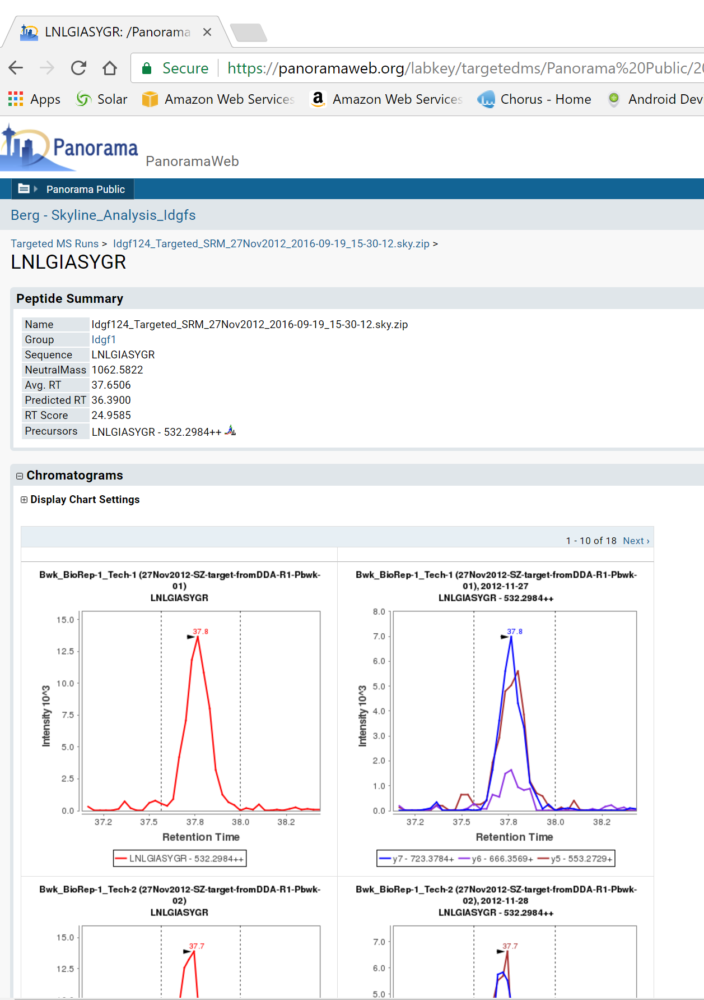 LNLGIASYGR: /Panorama
Secure https://panoramaweb.org/labkey/targetedms/Panorama%20Public/20
Apps Solar Amazon Web Services Amazon Web Services Chorus - Home Android Dev
Panorama PanoramaWeb
Panorama Public
Berg - Skyline_Analysis_Idgfs
Targeted MS Runs > Idgf124_Targeted_SRM_27Nov2012_2016-09-19_15-30-12.sky.zip >
LNLGIASYGR
Peptide Summary
Name Idgf124_Targeted_SRM_27Nov2012_2016-09-19_15-30-12.sky.zip
Group Idgf1
Sequence LNLGIASYGR
NeutralMass 1062.5822
Avg. RT 37.6506
Predicted RT 36.3900
RT Score 24.9585
Precursors LNLGIASYGR - 532.2984++
Chromatograms
Display Chart Settings
1 - 10 of 18 Next ›
Bwk_BioRep-1_Tech-1 (27Nov2012-SZ-target-fromDDA-R1-Pbwk-
01)
LNLGIASYGR
15.0
12.5
10.0
7.5
5.0
2.5
0.0
Intensity 10^3
37.8
37.2 37.5 37.8 38.0 38.2
Retention Time
LNLGIASYGR - 532.2984++
Bwk_BioRep-1_Tech-1 (27Nov2012-SZ-target-fromDDA-R1-Pbwk-
01), 2012-11-27
LNLGIASYGR - 532.2984++
8.0
7.0
6.0
5.0
4.0
3.0
2.0
1.0
0.0
Intensity 10^3
37.8
37.2 37.5 37.8 38.0 38.2
Retention Time
y7 - 723.3784+ y6 - 666.3569+ y5 - 553.2729+
Bwk_BioRep-1_Tech-2 (27Nov2012-SZ-target-fromDDA-R1-Pbwk-
02)
LNLGIASYGR
15.0
12.5
37.7
Bwk_BioRep-1_Tech-2 (27Nov2012-SZ-target-fromDDA-R1-Pbwk-
02), 2012-11-28
LNLGIASYGR - 532.2984++
7.0
6.0
5.0
37.7